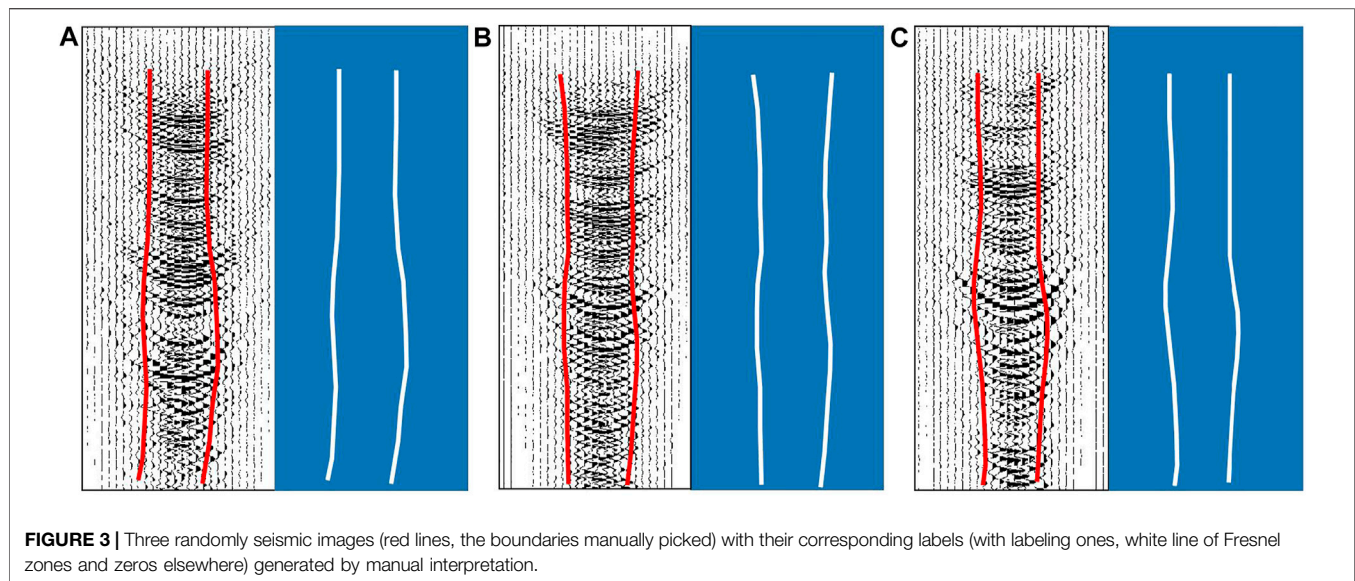 A
B
C
FIGURE 3 | Three randomly seismic images (red lines, the boundaries manually picked) with their corresponding labels (with labeling ones, white line of Fresnel
zones and zeros elsewhere) generated by manual interpretation.